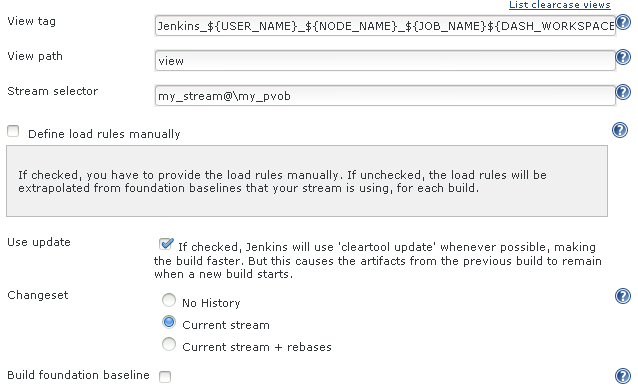 List clearcase views
View tag
Jenkins_${USER_NAME}_${NODE_NAME}_${JOB_NAME}${DASH_WORKSPACE
View path
view
Stream selector
my_stream@\my_pvob
Define load rules manually
If checked, you have to provide the load rules manually. If unchecked, the load rules will be
extrapolated from foundation baselines that your stream is using, for each build.
Use update
If checked, Jenkins will use 'cleartool update' whenever possible, making
the build faster. But this causes the artifacts from the previous build to remain
when a new build starts.
Changeset
No History
Current stream
Current stream + rebases
Build foundation baseline